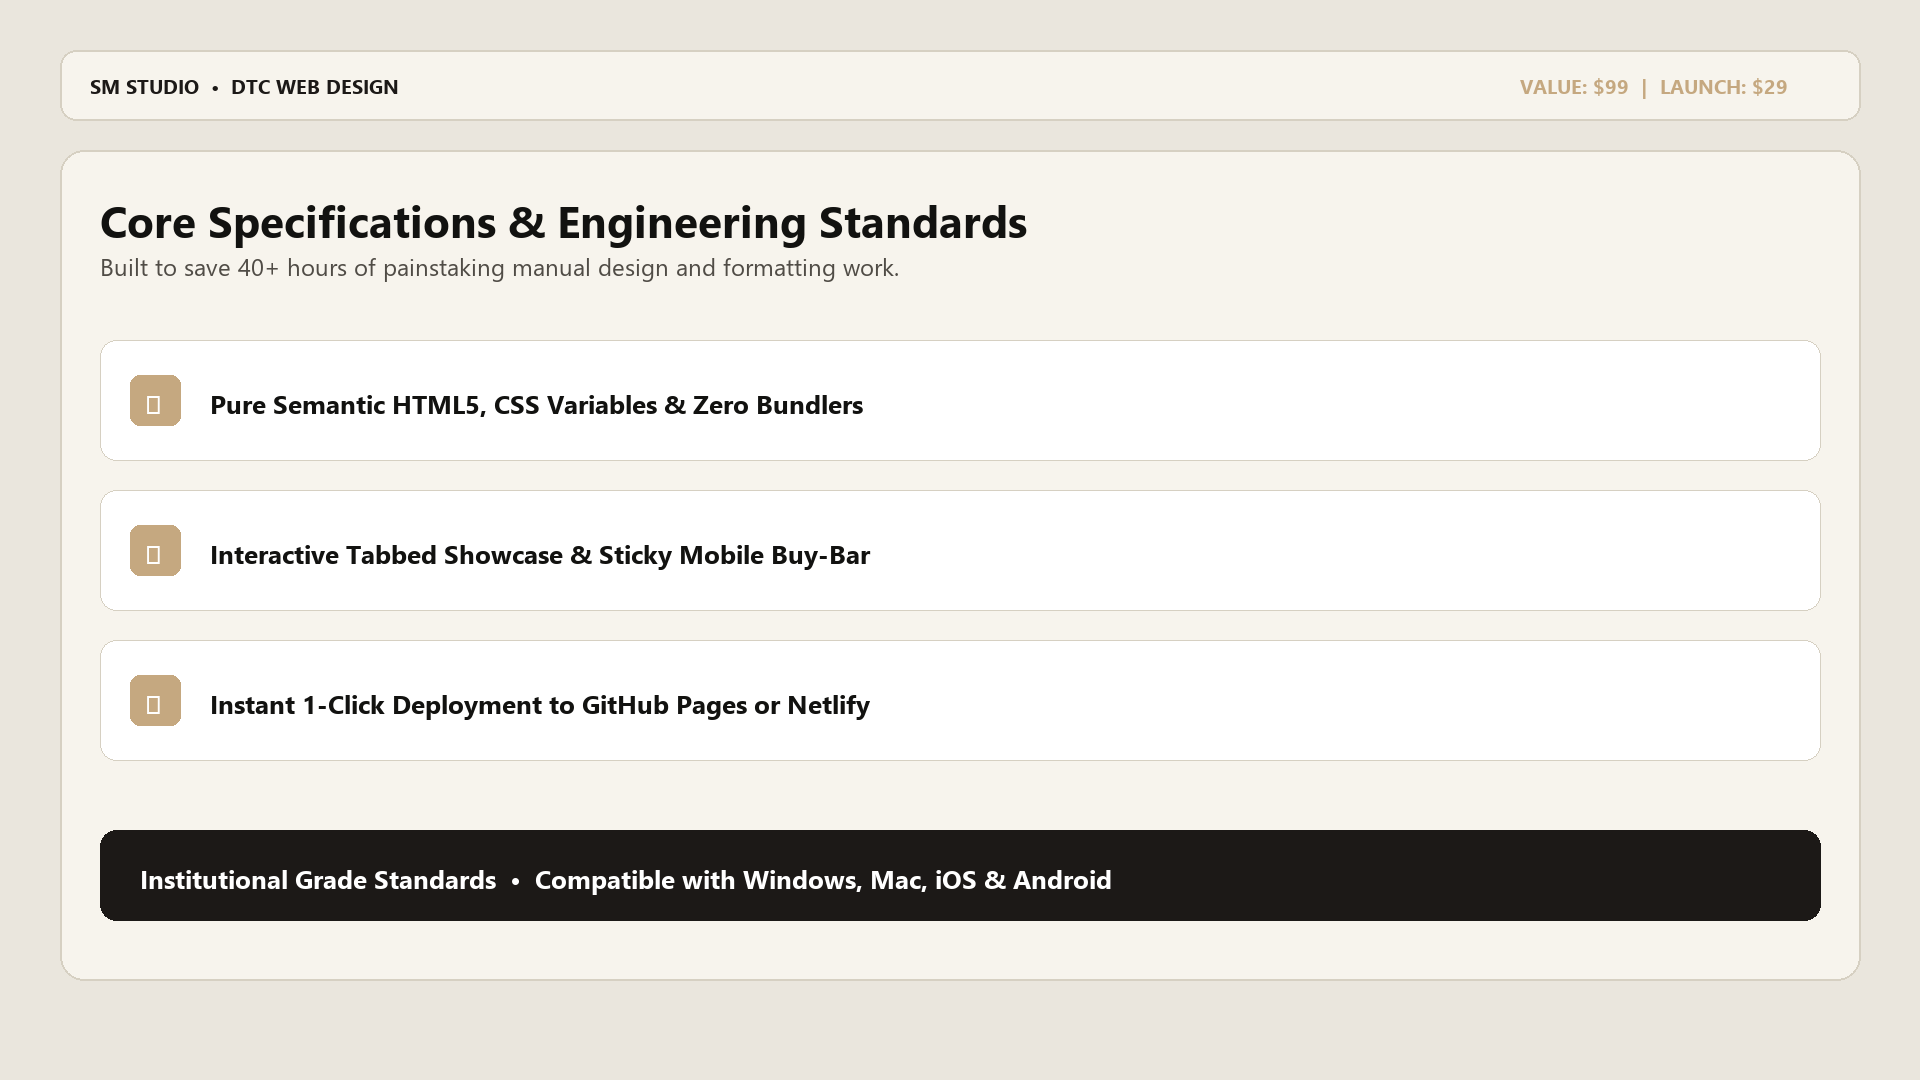 SM STUDIO • DTC WEB DESIGN
VALUE: $99 | LAUNCH: $29
Core Specifications & Engineering Standards
Built to save 40+ hours of painstaking manual design and formatting work.
Pure Semantic HTML5, CSS Variables & Zero Bundlers
Interactive Tabbed Showcase & Sticky Mobile Buy-Bar
Instant 1-Click Deployment to GitHub Pages or Netlify
Institutional Grade Standards • Compatible with Windows, Mac, iOS & Android